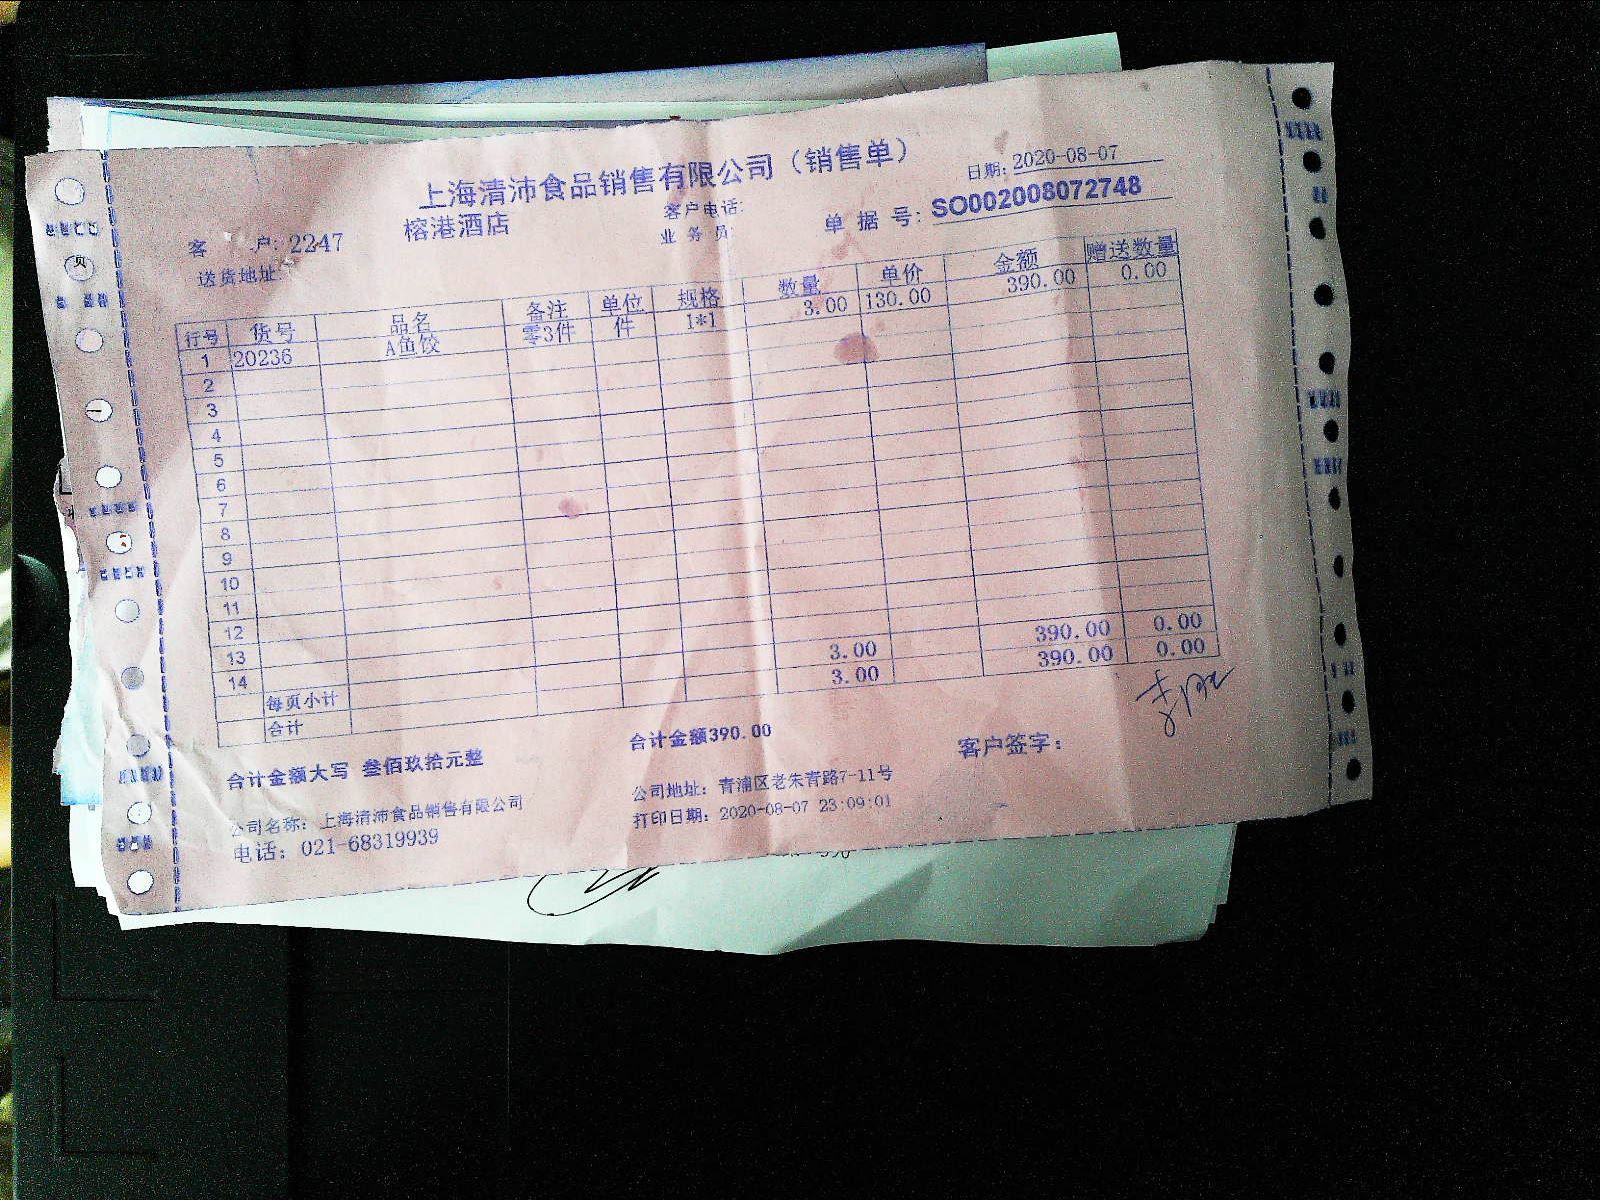 上海清沛食品销售有限公司（销售单）
日期: 2020-08-07
客户: 2247 榕港酒店
客户电话:
单据号: SO002008072748
送货地址:
业务员:
行号 货号 品名 备注 单位 规格 数量 单价 金额 赠送数量
1 20236 A鱼饺 零3件 件 1*1 3.00 130.00 390.00 0.00
2
3
4
5
6
7
8
9
10
11
12
13
14
每页小计 3.00 390.00 0.00
合计 3.00 390.00 0.00
合计金额大写 叁佰玖拾元整 合计金额390.00
客户签字:
公司名称: 上海清沛食品销售有限公司 公司地址: 青浦区老朱青路7-11号
电话: 021-68319939 打印日期: 2020-08-07 23:09:01